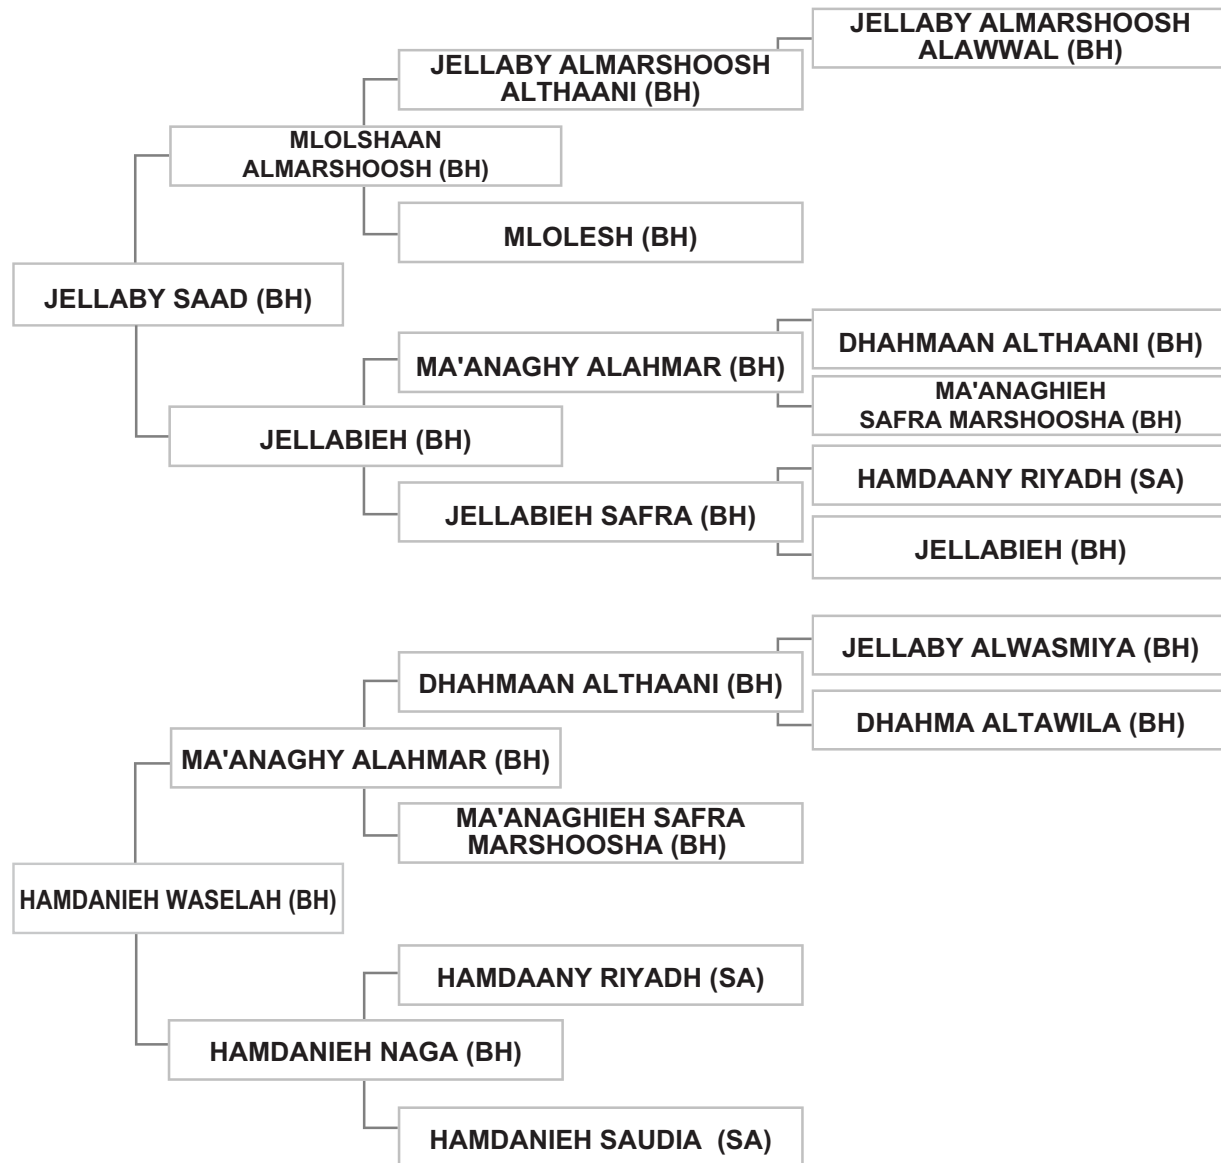 JELLABY ALMARSHOOSH
ALAWWAL (BH)
JELLABY ALMARSHOOSH
ALTHAANI (BH)
MLOLSHAAN
ALMARSHOOSH (BH)
MLOLESH (BH)
JELLABY SAAD (BH)
DHAHMAAN ALTHAANI (BH)
MA'ANAGHY ALAHMAR (BH)
MA'ANAGHIEH
SAFRA MARSHOOSHA (BH)
JELLABIEH (BH)
HAMDAANY RIYADH (SA)
JELLABIEH SAFRA (BH)
JELLABIEH (BH)
JELLABY ALWASMIYA (BH)
DHAHMAAN ALTHAANI (BH)
DHAHMA ALTAWILA (BH)
MA'ANAGHY ALAHMAR (BH)
MA'ANAGHIEH SAFRA
MARSHOOSHA (BH)
HAMDANIEH WASELAH (BH)
HAMDAANY RIYADH (SA)
HAMDANIEH NAGA (BH)
HAMDANIEH SAUDIA (SA)